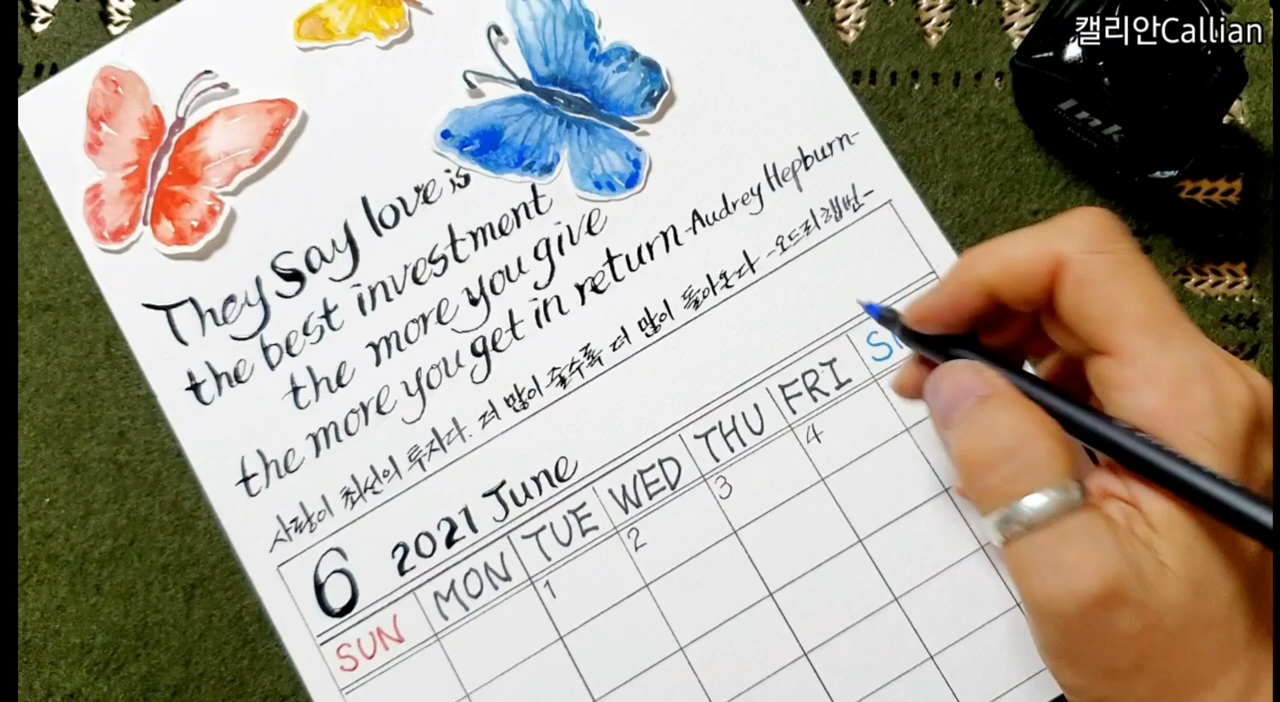 캘리안Callian
Ink
They Say love is
the best investment
the more you give
the more you get in return -Audrey Hepburn-
사랑이 최선의 투자다. 더 많이 줄수록 더 많이 돌아온다 -오드리 햅번-
6 2021 June
SUN MON TUE WED THU FRI
1 2 3 4